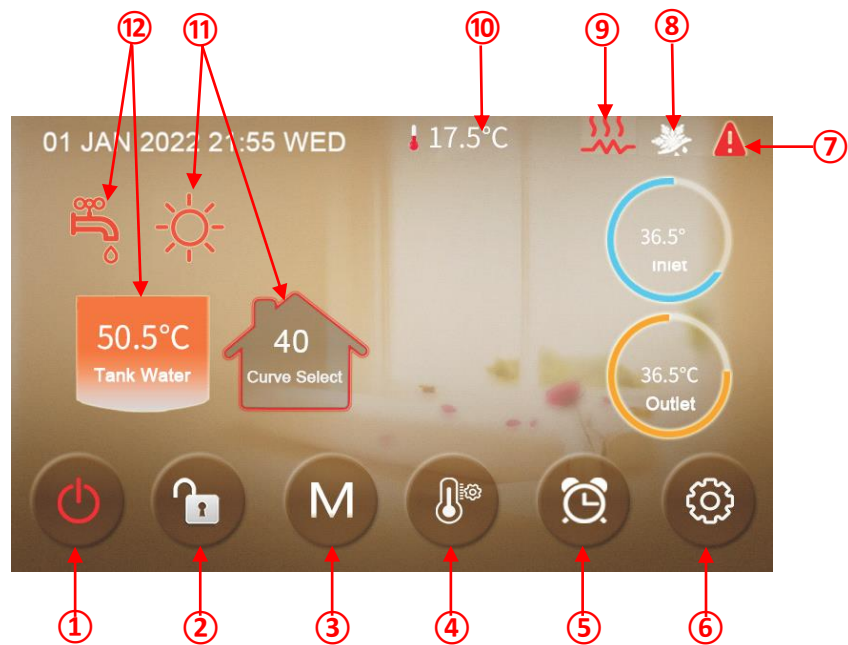 ⑫ ⑪ ⑩ ⑨ ⑧
01 JAN 2022 21:55 WED 17.5°C ⑦
36.5°
Inlet
50.5°C 40
Tank Water Curve Select
36.5°C
Outlet
M
① ② ③ ④ ⑤ ⑥